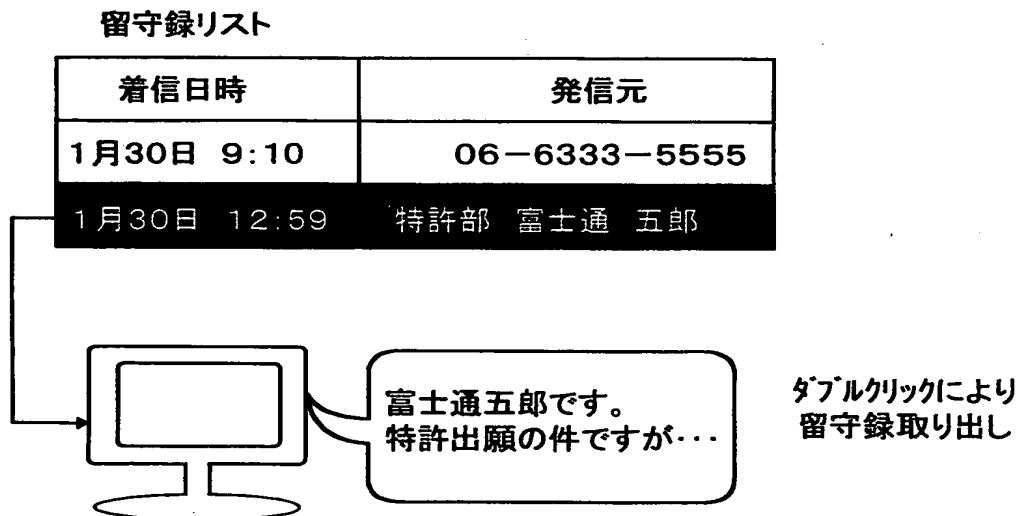 留守録リスト
着信日時 発信元
1月30日 9:10 06－6333－5555
1月30日 12:59 特許部 富士通 五郎
富士通五郎です。
特許出願の件ですが・・・
ﾀﾞﾌﾞﾙｸﾘｯｸにより
留守録取り出し